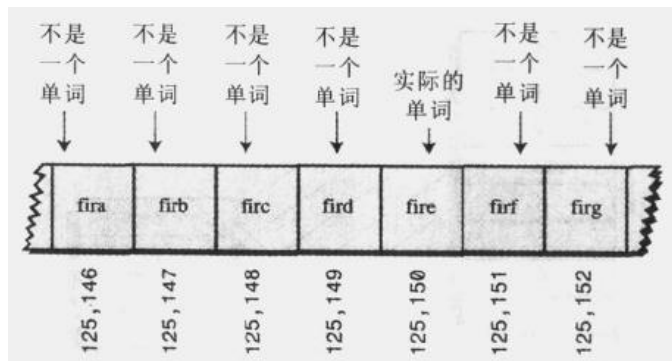 不是
一个
单词
不是
一个
单词
不是
一个
单词
不是
一个
单词
实际的
单词
不是
一个
单词
不是
一个
单词
fira
firb
firc
fird
fire
firf
firg
125,146
125,147
125,148
125,149
125,150
125,151
125,152